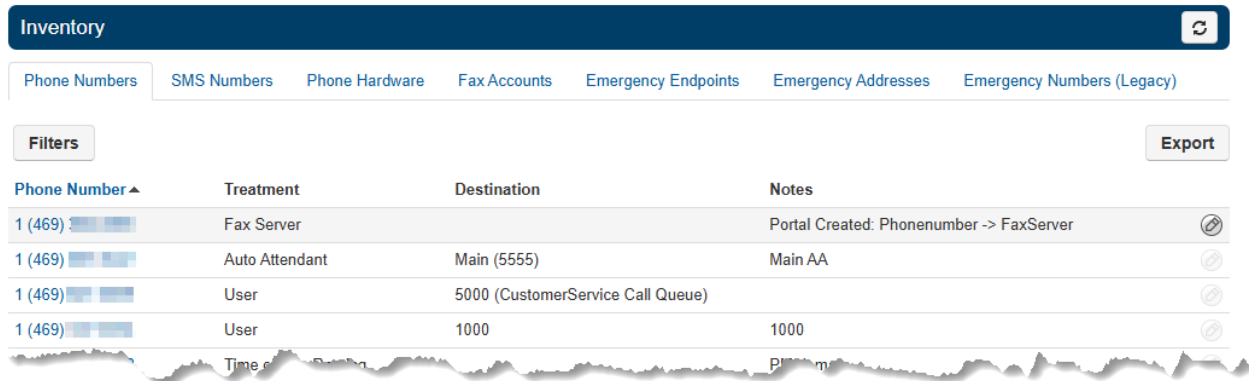 Inventory
Phone Numbers SMS Numbers Phone Hardware Fax Accounts Emergency Endpoints Emergency Addresses Emergency Numbers (Legacy)
Filters Export
Phone Number Treatment Destination Notes
1 (469) Fax Server Portal Created: Phonenumber -> FaxServer
1 (469) Auto Attendant Main (5555) Main AA
1 (469) User 5000 (CustomerService Call Queue)
1 (469) User 1000 1000
Time